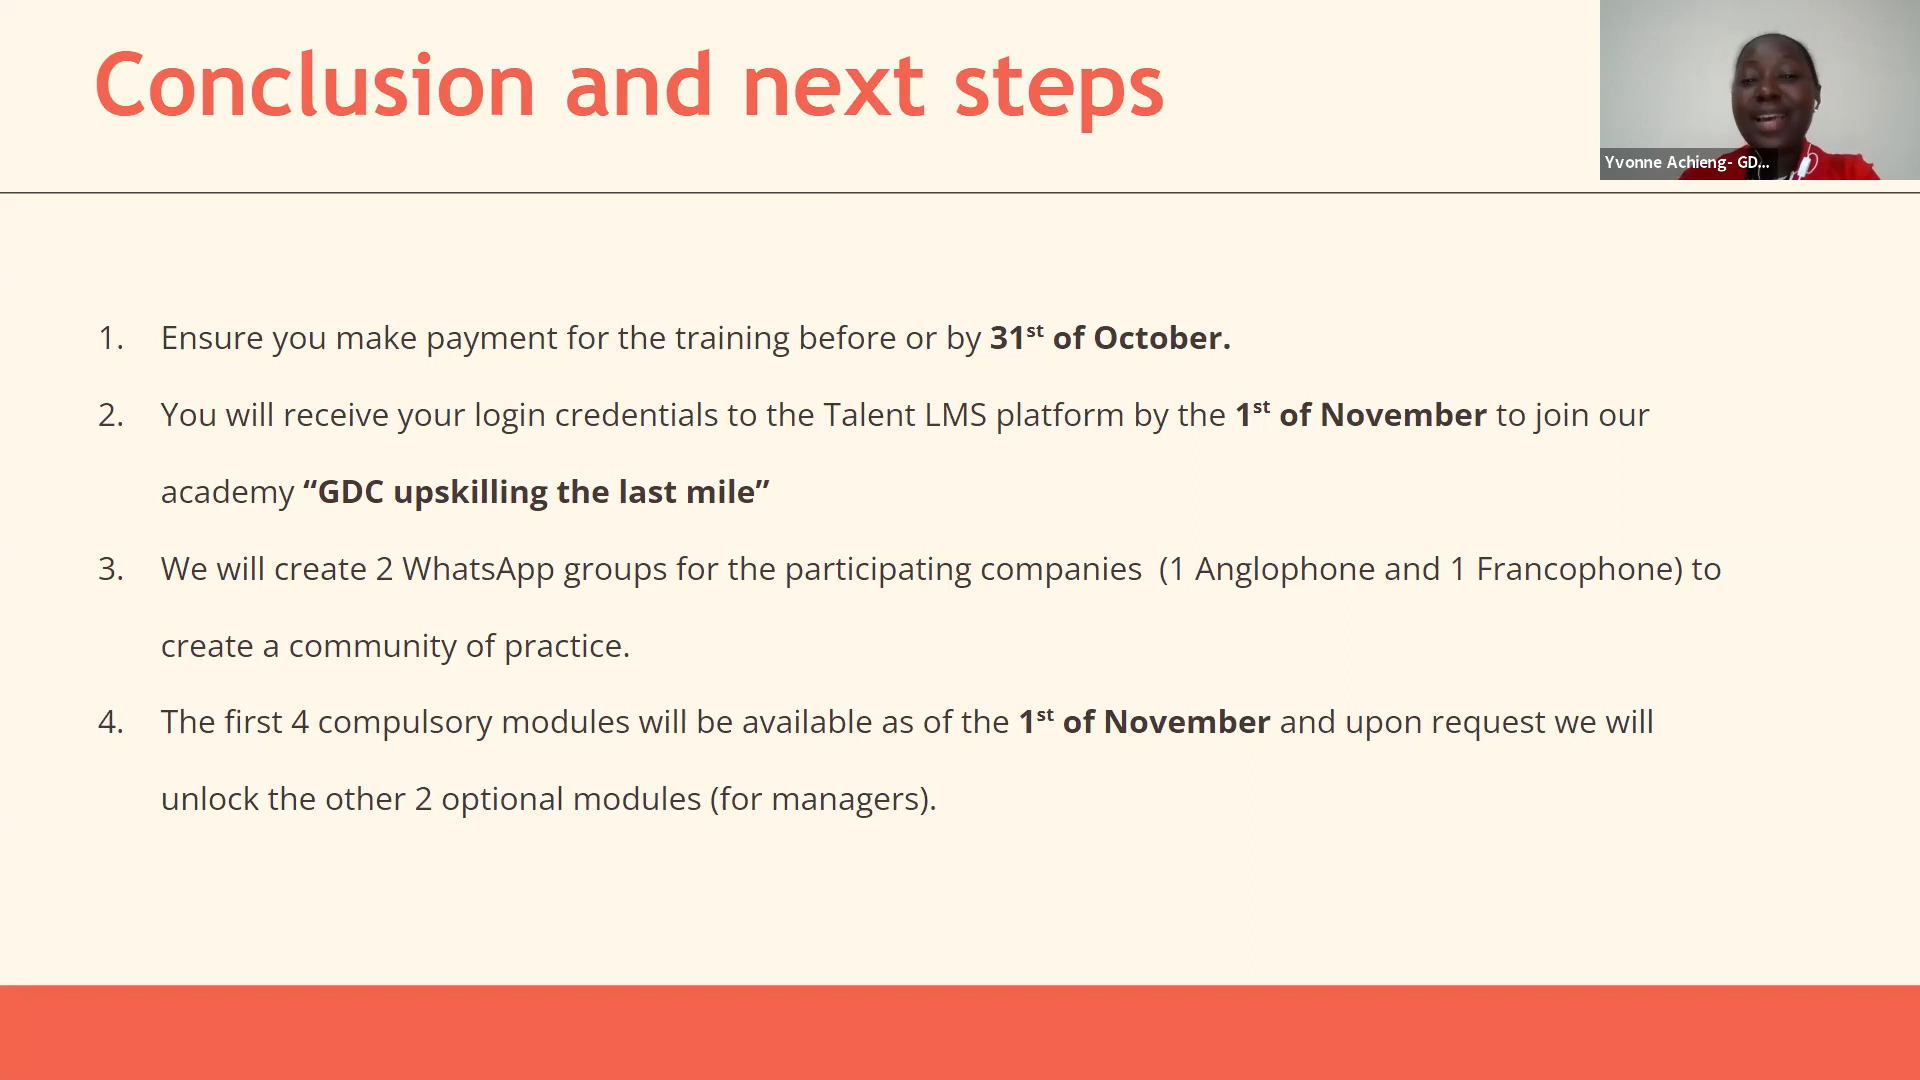 Conclusion and next steps
Yvonne Achieng- GD...
1. Ensure you make payment for the training before or by 31st of October.
2. You will receive your login credentials to the Talent LMS platform by the 1st of November to join our
academy “GDC upskilling the last mile”
3. We will create 2 WhatsApp groups for the participating companies (1 Anglophone and 1 Francophone) to
create a community of practice.
4. The first 4 compulsory modules will be available as of the 1st of November and upon request we will
unlock the other 2 optional modules (for managers).